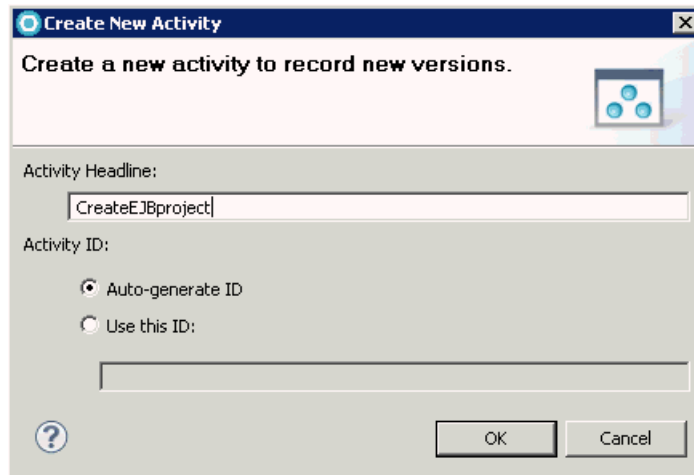 Create New Activity
Create a new activity to record new versions.
Activity Headline:
CreateEJBproject
Activity ID:
Auto-generate ID
Use this ID:
?
OK
Cancel